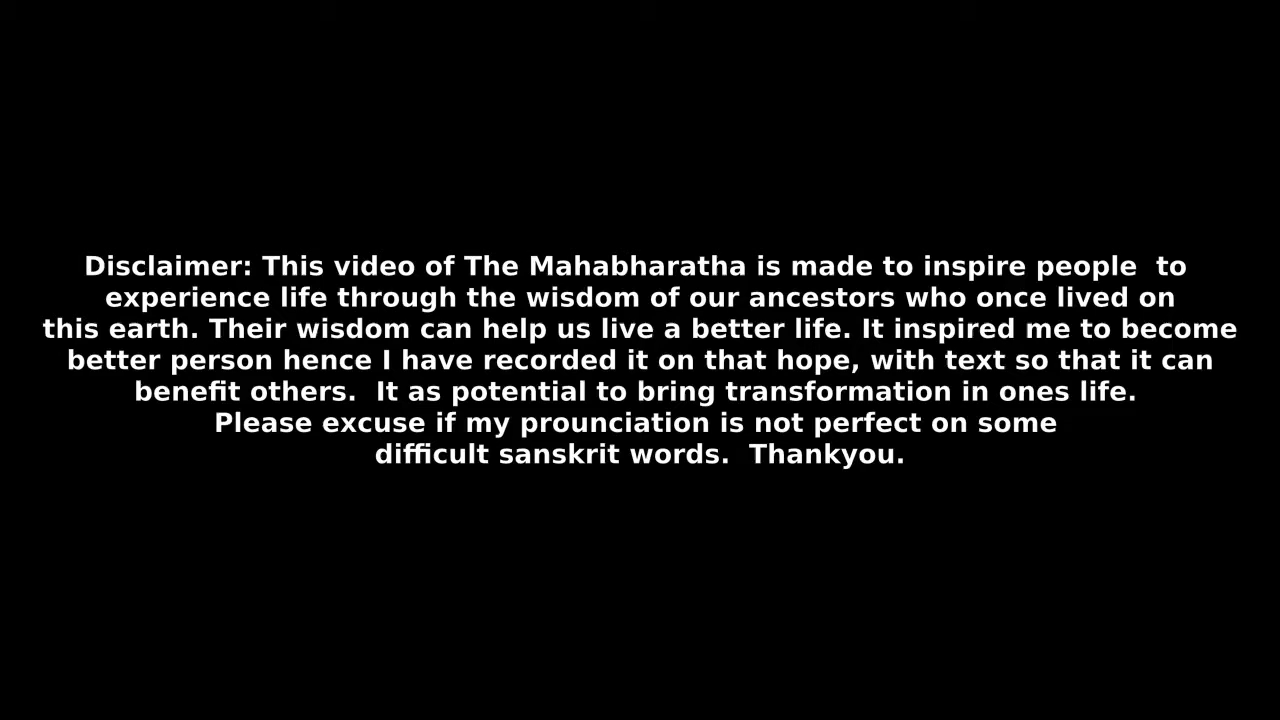 Disclaimer: This video of The Mahabharatha is made to inspire people  to
experience life through the wisdom of our ancestors who once lived on
this earth. Their wisdom can help us live a better life. It inspired me to become
better person hence I have recorded it on that hope, with text so that it can
benefit others.  It as potential to bring transformation in ones life.
Please excuse if my prounciation is not perfect on some
difficult sanskrit words.  Thankyou.